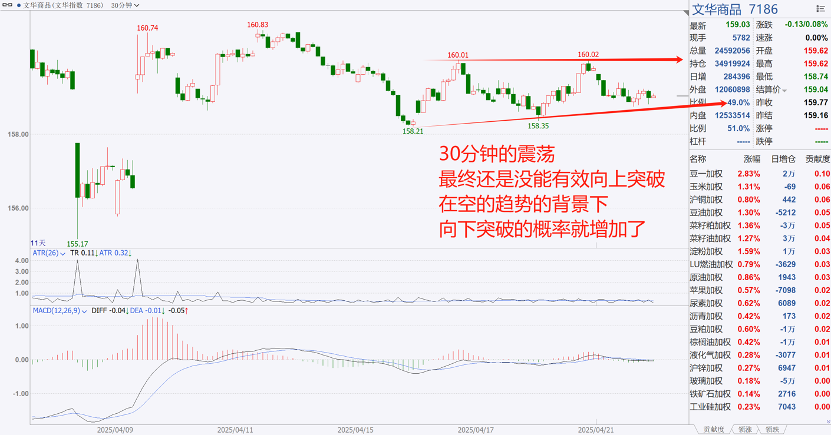 文华商品(文华指数 7186) 30分钟
160.74
160.83
160.01
160.02
158.21
158.35
155.17
158.00
156.00
11天
30分钟的震荡
最终还是没能有效向上突破
在空的趋势的背景下
向下突破的概率就增加了
ATR(26) TR 0.11↓ATR 0.32↓
4.00
3.00
2.00
1.00
MACD(12,26,9) DIFF -0.04↓DEA -0.01↓ -0.05↑
1.00
0.00
-1.00
2025/04/09 2025/04/11 2025/04/15 2025/04/17 2025/04/21
文华商品 7186
最新 159.03 涨跌 -0.13/0.08%
现手 5782 速涨 0.00%
总量 24592056 开盘 159.62
持仓 34919924 最高 159.62
日增 284396 最低 158.74
外盘 12060898 结算价 159.04
比例 49.0% 昨收 159.77
内盘 12533514 昨结 159.16
比例 51.0% 涨停 -----
杠杆 ----- 跌停 -----
名称 涨幅 日增仓 贡献度
豆一加权 2.83% 2万 0.10
玉米加权 1.31% -69 0.06
沪铜加权 0.80% 442 0.06
豆油加权 1.30% -5212 0.05
菜籽粕加权 1.36% -3万 0.05
菜籽油加权 1.27% 3万 0.04
淀粉加权 1.59% 1万 0.03
LU燃油加权 0.79% -3629 0.03
原油加权 0.86% 1943 0.03
苹果加权 0.57% -7098 0.02
尿素加权 0.62% 6089 0.02
沥青加权 0.42% 173 0.02
豆粕加权 0.60% -1万 0.02
棕榈油加权 0.42% -1万 0.01
液化气加权 0.28% -3077 0.01
沪锌加权 0.27% 6947 0.01
玻璃加权 0.18% -5万 0.00
铁矿石加权 0.14% 2716 0.00
工业硅加权 0.23% 7043 0.00
贡献度 领涨 领跌